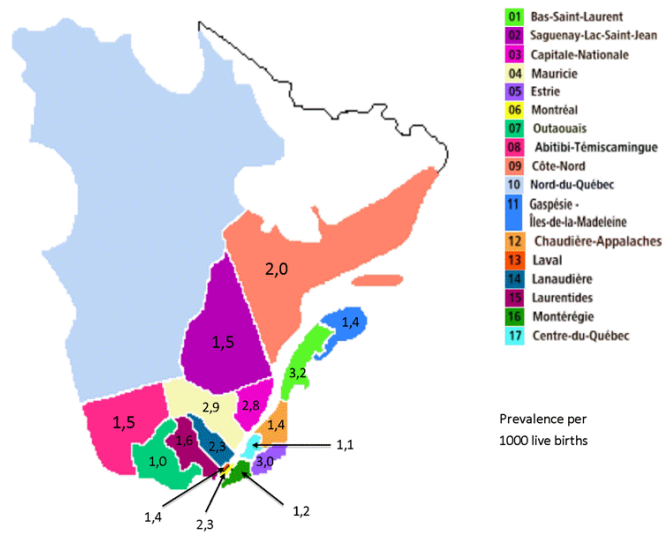 01 Bas-Saint-Laurent
02 Saguenay-Lac-Saint-Jean
03 Capitale-Nationale
04 Mauricie
05 Estrie
06 Montréal
07 Outaouais
08 Abitibi-Témiscamingue
09 Côte-Nord
10 Nord-du-Québec
11 Gaspésie -
Îles-de-la-Madeleine
12 Chaudière-Appalaches
13 Laval
14 Lanaudière
15 Laurentides
16 Montérégie
17 Centre-du-Québec
2,0
1,4
1,5
3,2
2,9
2,8
1,5
1,4
1,6
2,3
1,1
1,0
3,0
1,4
2,3
1,2
Prevalence per
1000 live births